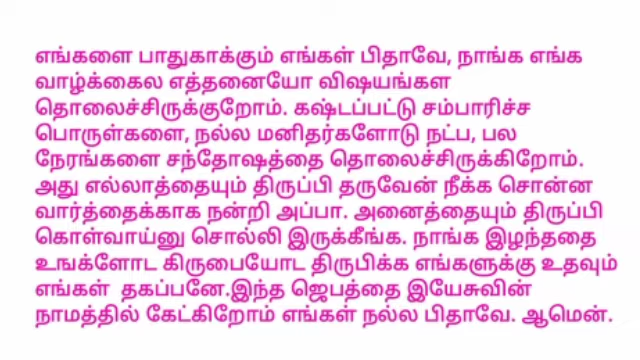 எங்களை பாதுகாக்கும் எங்கள் பிதாவே, நாங்க எங்க
வாழ்க்கைல எத்தனையோ விஷயங்கள
தொலைச்சிருக்குறோம். கஷ்டப்பட்டு சம்பாரிச்ச
பொருள்களை, நல்ல மனிதர்களோடு நட்ப, பல
நேரங்களை சந்தோஷத்தை தொலைச்சிருக்கிறோம்.
அது எல்லாத்தையும் திருப்பி தருவேன் நீக்க சொன்ன
வார்த்தைக்காக நன்றி அப்பா. அனைத்தையும் திருப்பி
கொள்வாய்னு சொல்லி இருக்கீங்க. நாங்க இழந்ததை
உஙக்ளோட கிருபையோட திருபிக்க எங்களுக்கு உதவும்
எங்கள் தகப்பனே.இந்த ஜெபத்தை இயேசுவின்
நாமத்தில் கேட்கிறோம் எங்கள் நல்ல பிதாவே. ஆமென்.